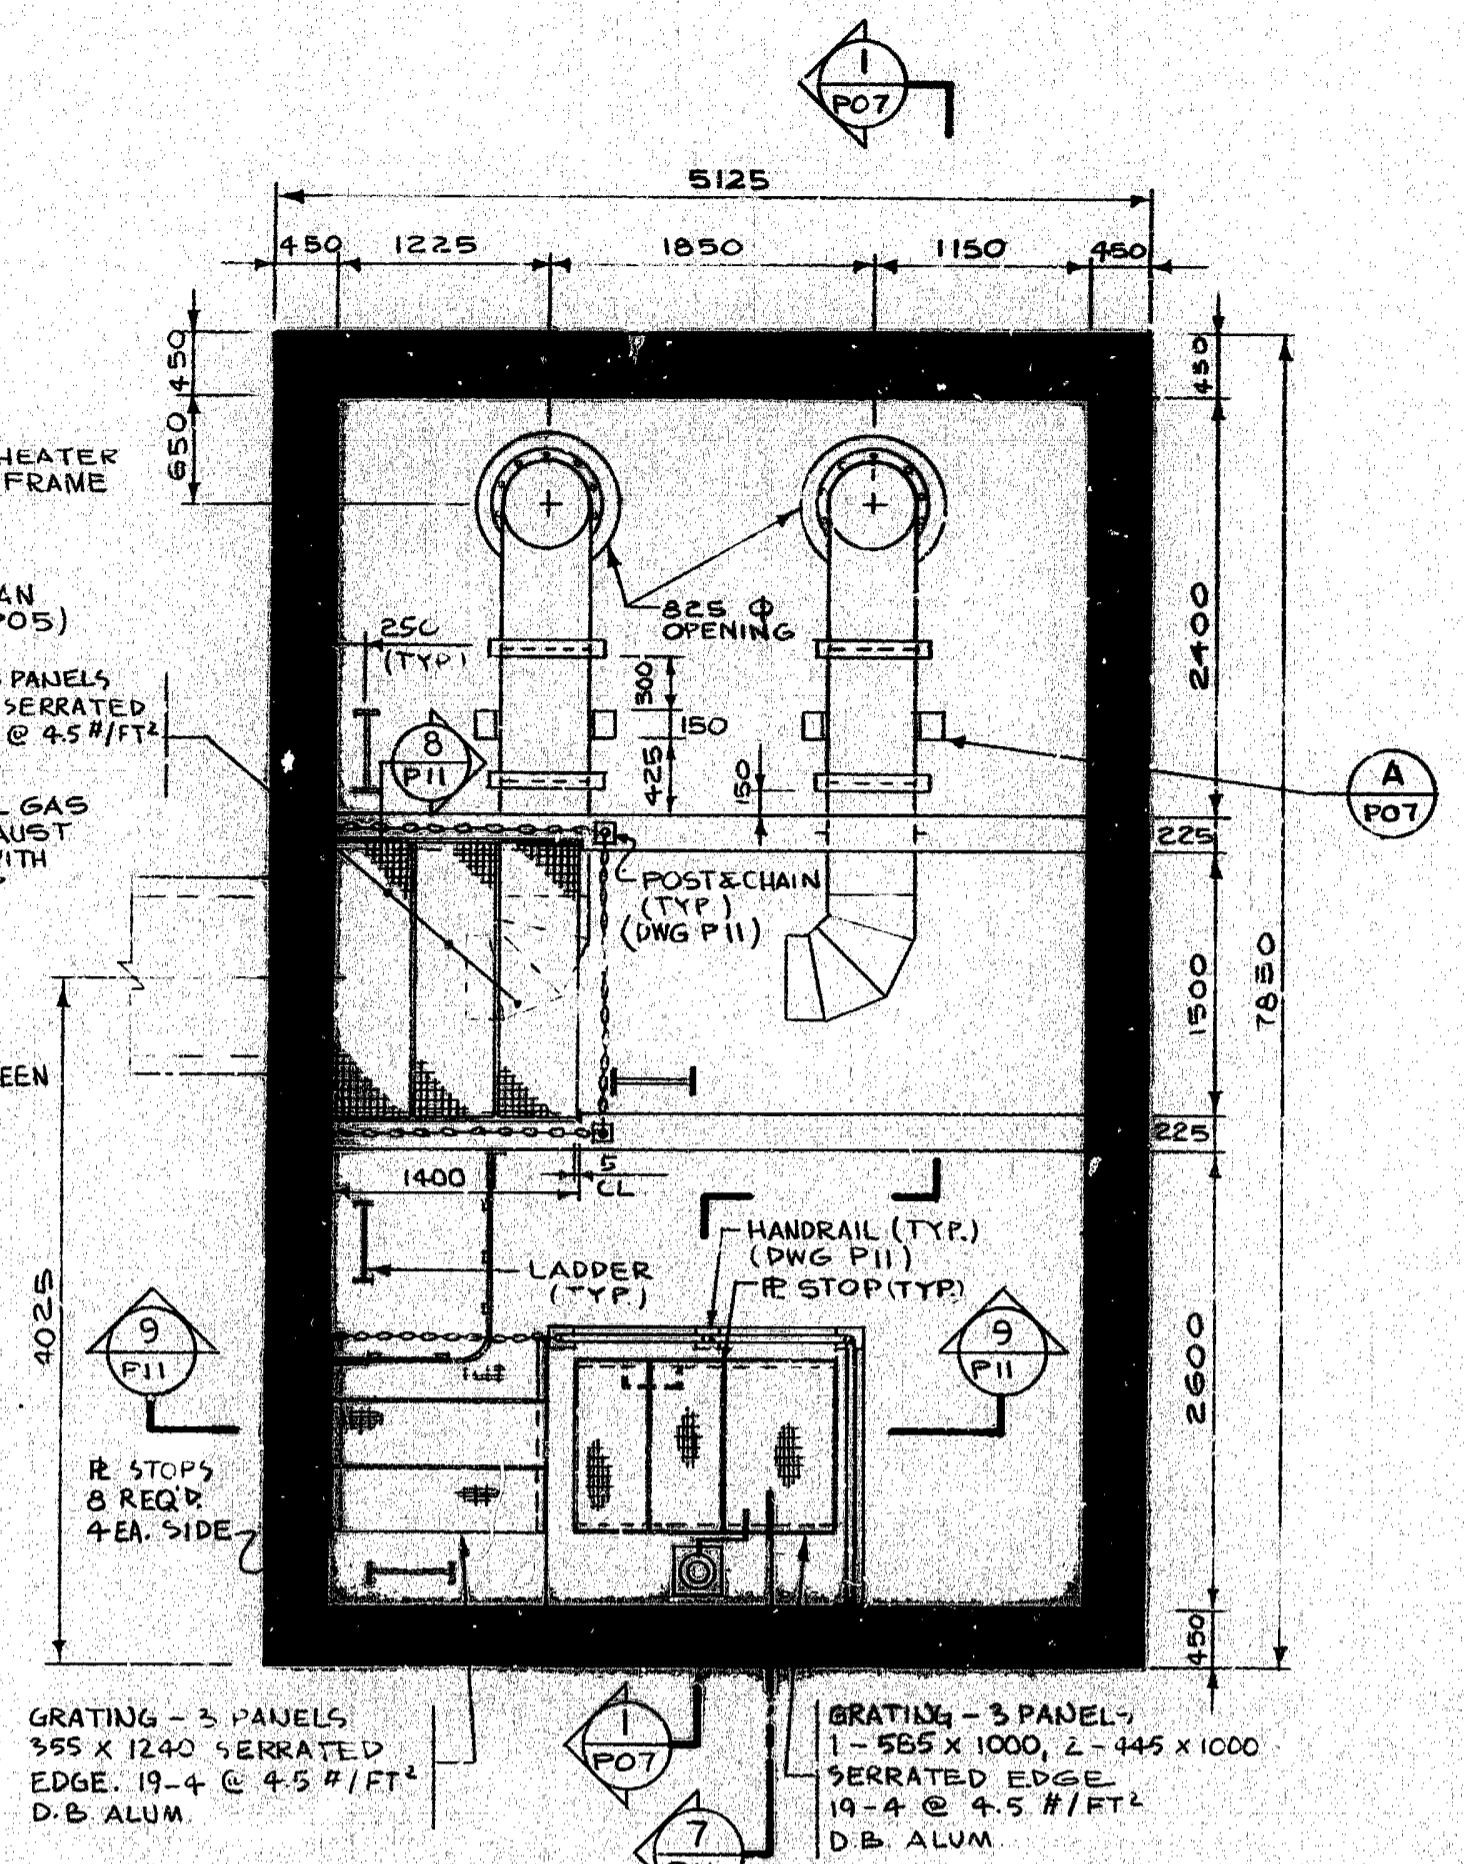 1
P07
5125
450 1225 1850 1150 450
450
450
650
HEATER
FRAME
AN
P05)
825 Φ
OPENING
2400
(TYP)
PANELS
SERRATED
@ 4.5 #/FT²
300
150
425
150
8
P11
A
P07
L GAS
AUST
WITH
225
POST & CHAIN
(TYP.)
(DWG P11)
1500
7850
EEN
225
1400
CL
HANDRAIL (TYP.)
(DWG P11)
PL STOP (TYP.)
LADDER
(TYP.)
4025
9
P11
9
P11
2600
PL STOPS
8 REQ'D.
4 EA. SIDE
450
GRATING - 3 PANELS
355 X 1240 SERRATED
EDGE. 19-4 @ 4.5 #/FT²
D.B. ALUM.
1
P07
GRATING - 3 PANELS
1 - 585 X 1000, 2 - 445 X 1000
SERRATED EDGE
19-4 @ 4.5 #/FT²
D.B. ALUM.
7